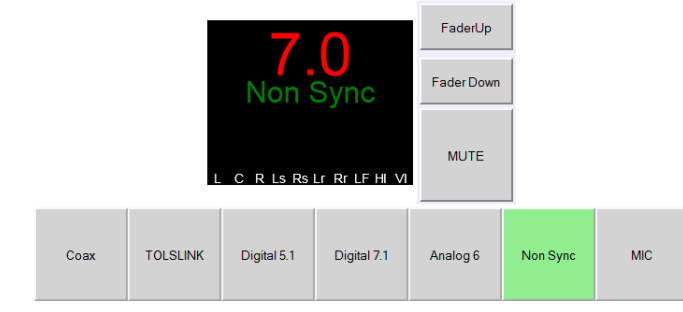 7.0
Non Sync
L C R Ls Rs Lr Rr LF HI VI
FaderUp
Fader Down
MUTE
Coax TOLSLINK Digital 5.1 Digital 7.1 Analog 6 Non Sync MIC